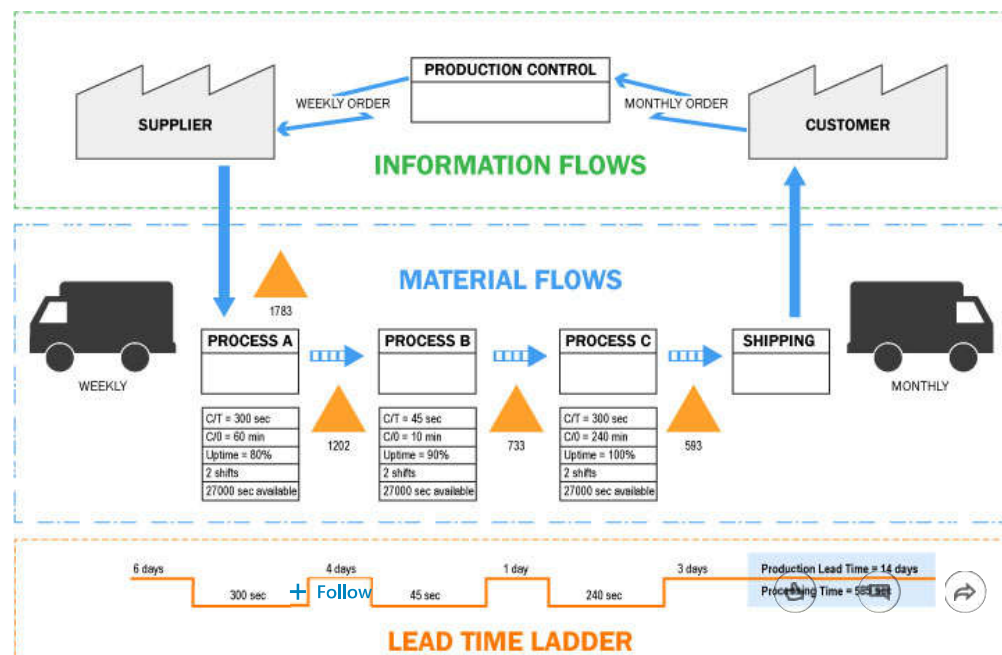 PRODUCTION CONTROL
WEEKLY ORDER
MONTHLY ORDER
SUPPLIER
CUSTOMER
INFORMATION FLOWS
MATERIAL FLOWS
1783
PROCESS A
PROCESS B
PROCESS C
SHIPPING
WEEKLY
MONTHLY
C/T = 300 sec
C/0 = 60 min
Uptime = 80%
2 shifts
27000 sec available
1202
C/T = 45 sec
C/0 = 10 min
Uptime = 90%
2 shifts
27000 sec available
733
C/T = 300 sec
C/0 = 240 min
Uptime = 100%
2 shifts
27000 sec available
593
6 days
4 days
1 day
3 days
Production Lead Time = 14 days
300 sec
+ Follow
45 sec
240 sec
Processing Time = 585 sec
LEAD TIME LADDER